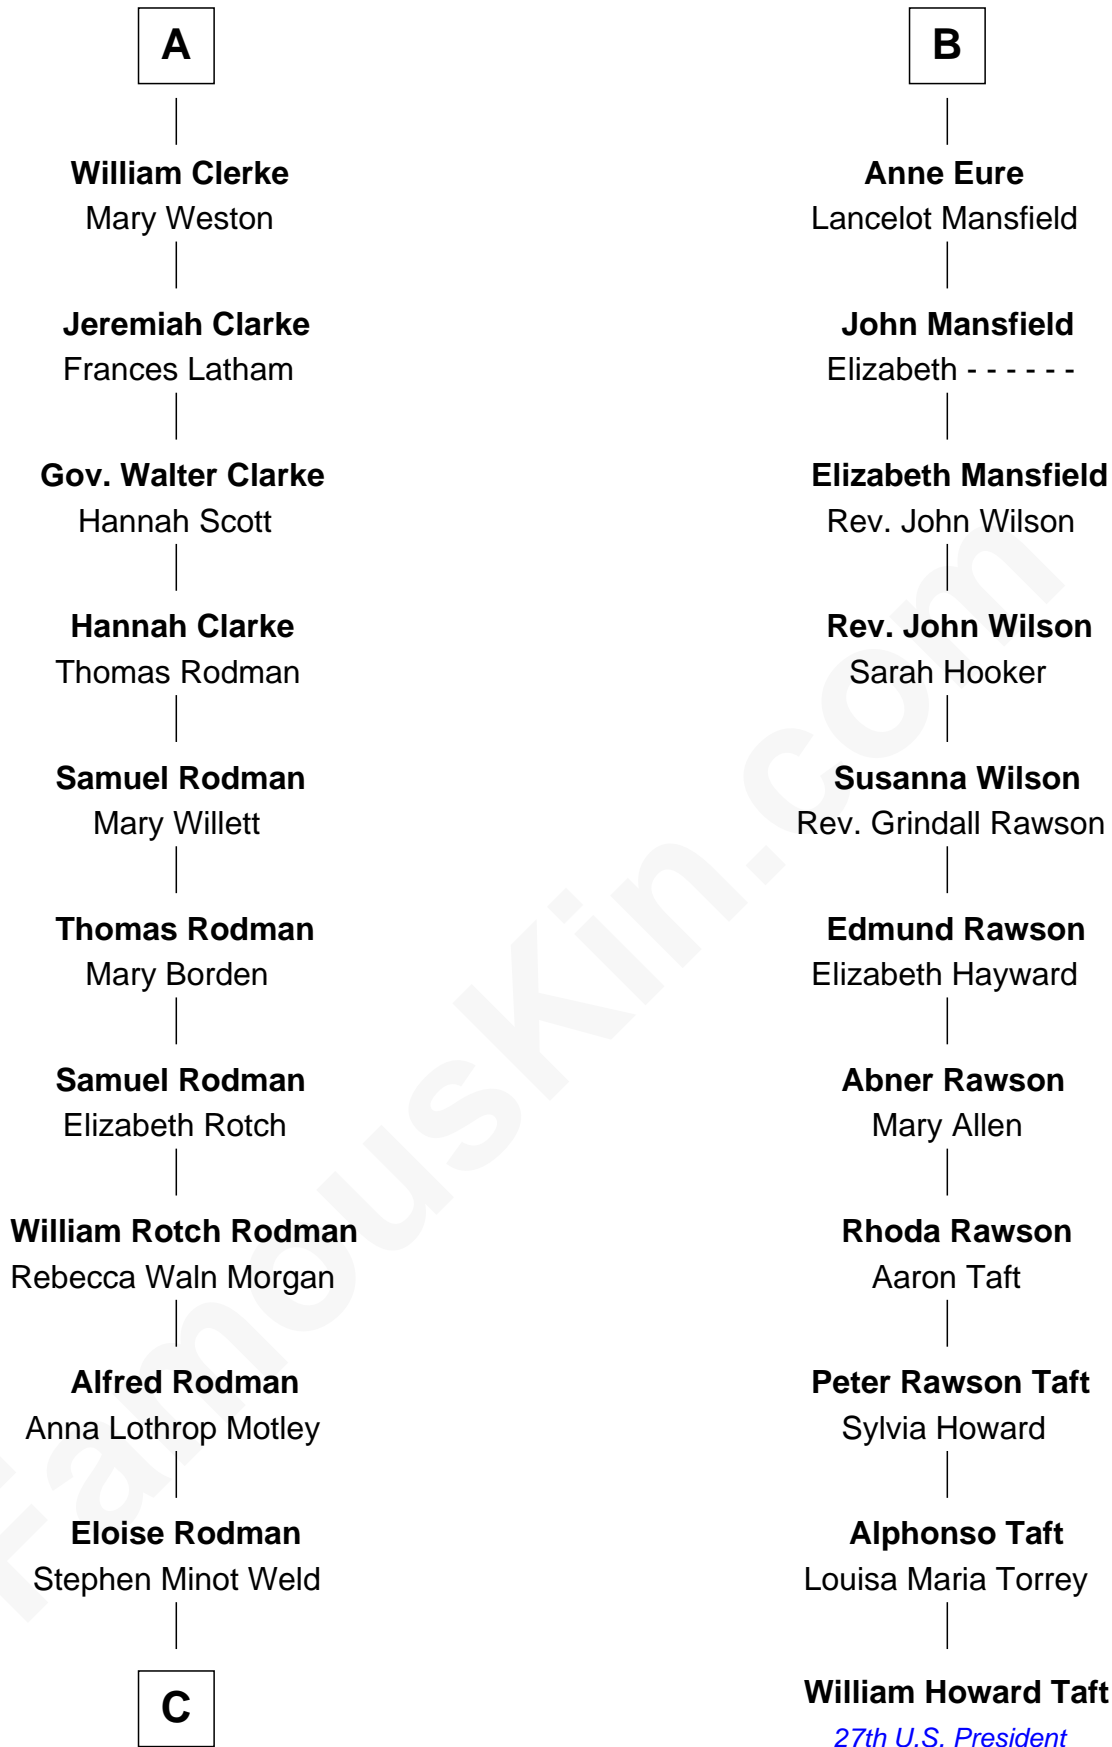 A
William Clerke
Mary Weston
Jeremiah Clarke
Frances Latham
Gov. Walter Clarke
Hannah Scott
Hannah Clarke
Thomas Rodman
Samuel Rodman
Mary Willett
Thomas Rodman
Mary Borden
Samuel Rodman
Elizabeth Rotch
William Rotch Rodman
Rebecca Waln Morgan
Alfred Rodman
Anna Lothrop Motley
Eloise Rodman
Stephen Minot Weld
C
B
Anne Eure
Lancelot Mansfield
John Mansfield
Elizabeth - - - - - -
Elizabeth Mansfield
Rev. John Wilson
Rev. John Wilson
Sarah Hooker
Susanna Wilson
Rev. Grindall Rawson
Edmund Rawson
Elizabeth Hayward
Abner Rawson
Mary Allen
Rhoda Rawson
Aaron Taft
Peter Rawson Taft
Sylvia Howard
Alphonso Taft
Louisa Maria Torrey
William Howard Taft
27th U.S. President
FamousKin.com